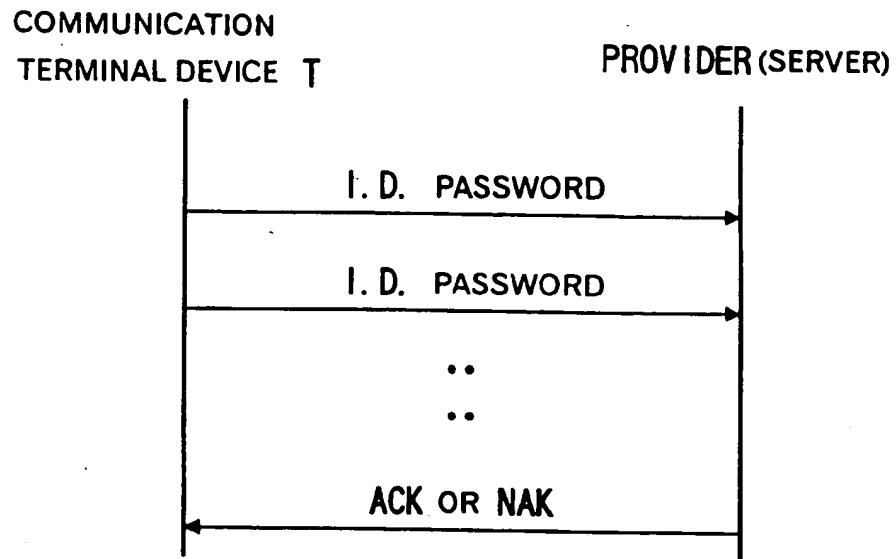 COMMUNICATION
TERMINAL DEVICE T
PROVIDER (SERVER)
I. D. PASSWORD
I. D. PASSWORD
ACK OR NAK